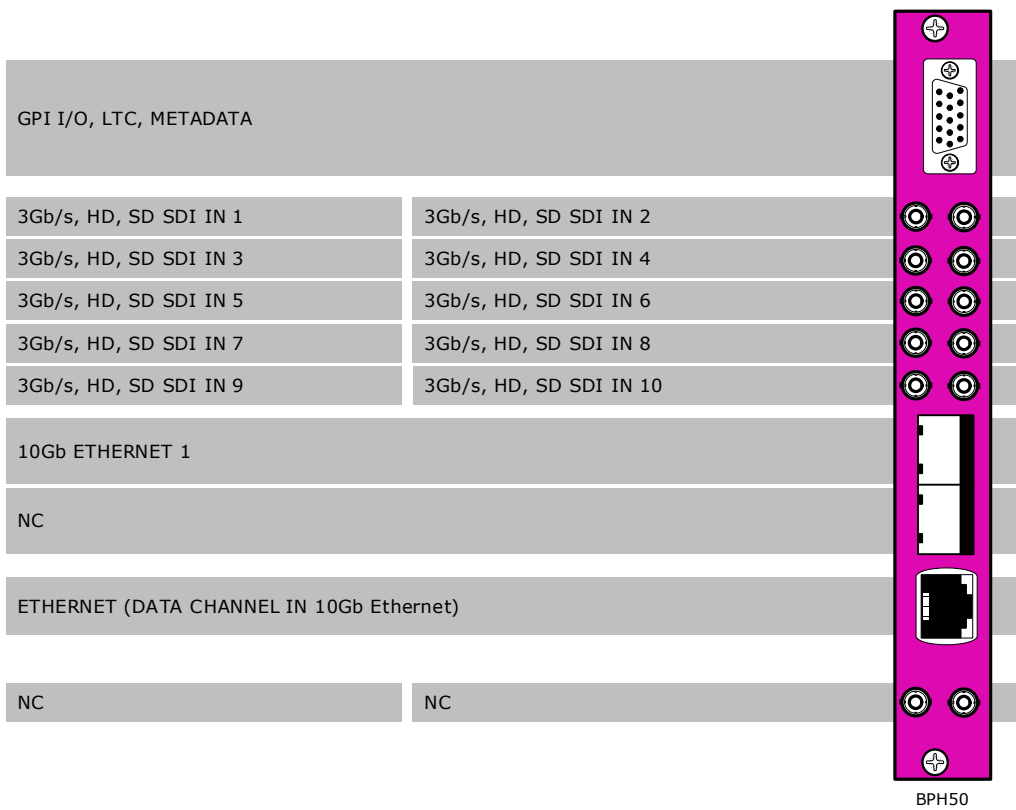 GPI I/O, LTC, METADATA
3Gb/s, HD, SD SDI IN 1
3Gb/s, HD, SD SDI IN 2
3Gb/s, HD, SD SDI IN 3
3Gb/s, HD, SD SDI IN 4
3Gb/s, HD, SD SDI IN 5
3Gb/s, HD, SD SDI IN 6
3Gb/s, HD, SD SDI IN 7
3Gb/s, HD, SD SDI IN 8
3Gb/s, HD, SD SDI IN 9
3Gb/s, HD, SD SDI IN 10
10Gb ETHERNET 1
NC
ETHERNET (DATA CHANNEL IN 10Gb Ethernet)
NC
NC
BPH50